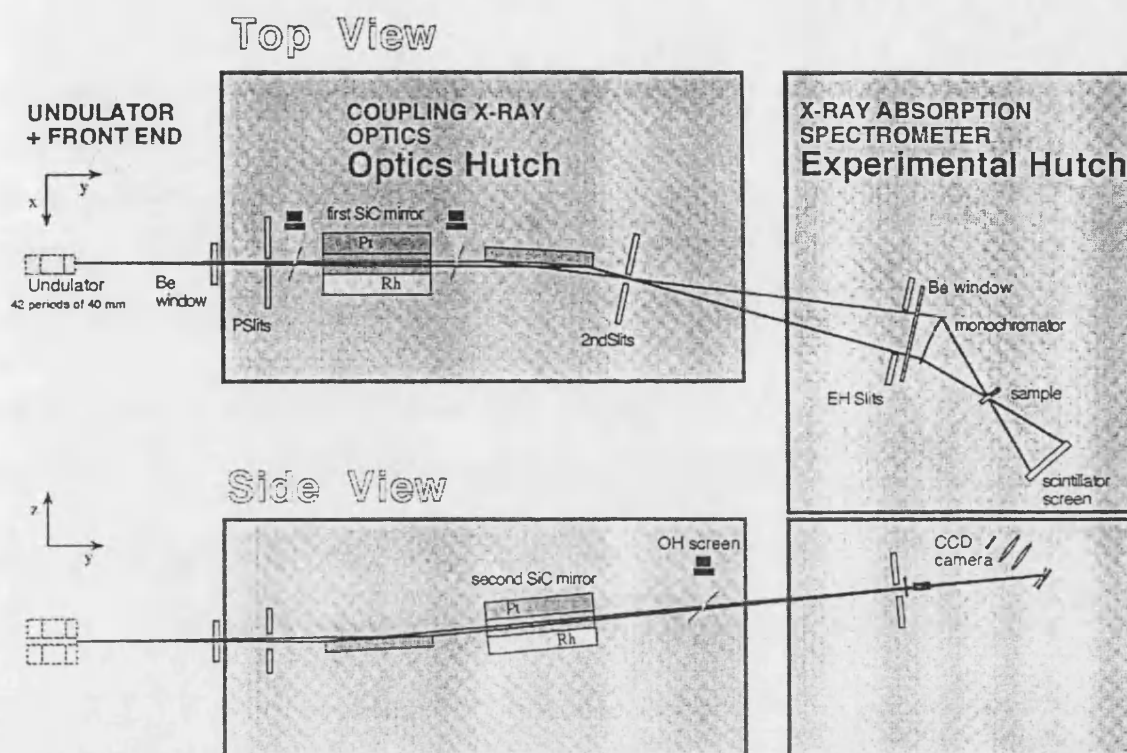 Top View
UNDULATOR
+ FRONT END
COUPLING X-RAY
OPTICS
Optics Hutch
X-RAY ABSORPTION
SPECTROMETER
Experimental Hutch
y
x
first SiC mirror
Pt
Rh
Undulator
42 periods of 40 mm
Be
window
PSlits
2ndSlits
Be window
monochromator
EH Slits
sample
scintillator
screen
Side View
z
y
OH screen
second SiC mirror
Pt
Rh
CCD
camera